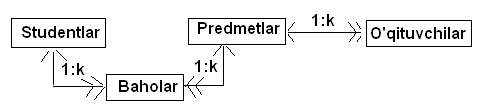 Studentlar
Predmetlar
1:k
O'qituvchilar
1:k
Baholar
1:k